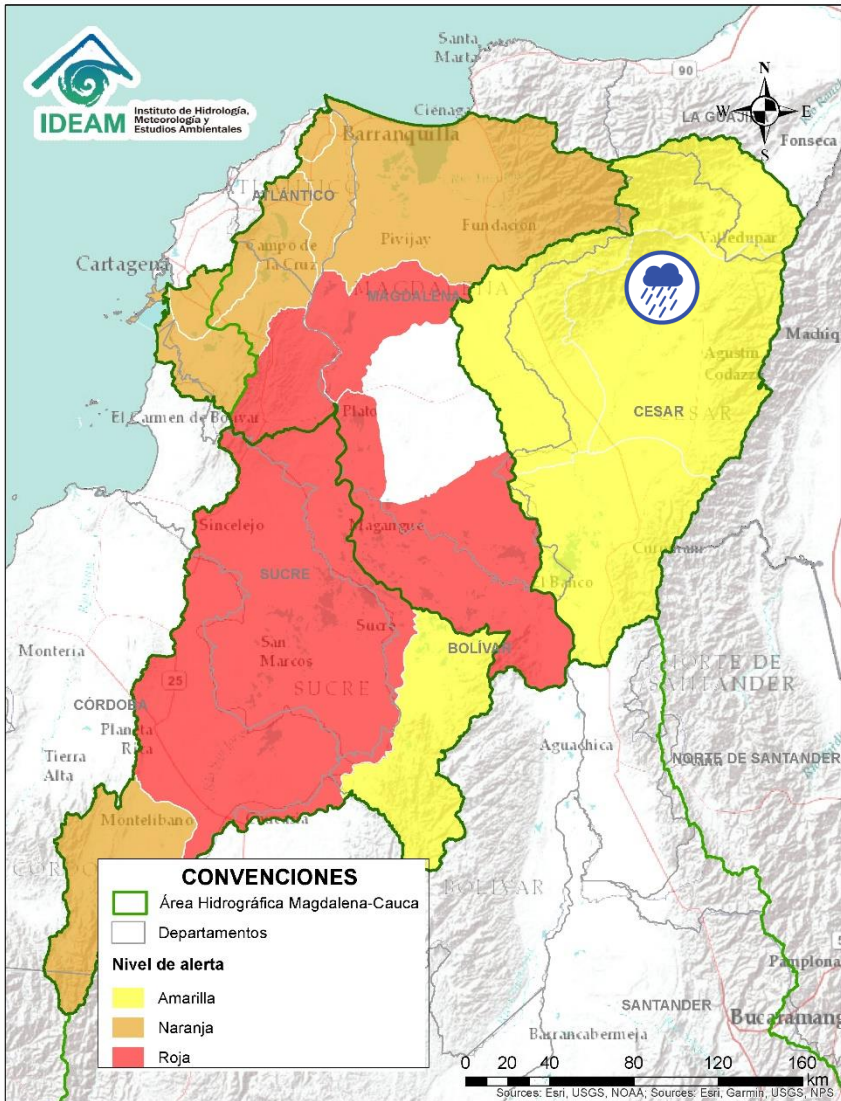 Santa
Marta
90
N
W E
S
IDEAM
Instituto de Hidrología,
Meteorología y
Estudios Ambientales
Ciénaga
LA GUAJIRA
Fonseca
Barranquilla
ATLÁNTICO
Fundación
Pivijay
Valledupar
Campo de
la Cruz
Cartagena
MAGDALENA
Machiq
Agustín
Codazzi
El Carmen de Bolívar
Plato
CESAR
Sincelejo
Magangué
SUCRE
El Banco
Sucre
Montería
San
Marcos
BOLÍVAR
SUCRE
NORTE DE
SANTANDER
25
CÓRDOBA
Planeta
Rica
Tierra
Alta
Aguachica
NORTE DE SANTANDER
Montelibano
BOLÍVAR
CONVENCIONES
Área Hidrográfica Magdalena-Cauca
Departamentos
Nivel de alerta
Amarilla
Naranja
Roja
Pamplona
SANTANDER
Bucaramang
Barrancabermeja
0 20 40 80 120 160
km
Sources: Esri, USGS, NOAA; Sources: Esri, Garmin, USGS, NPS